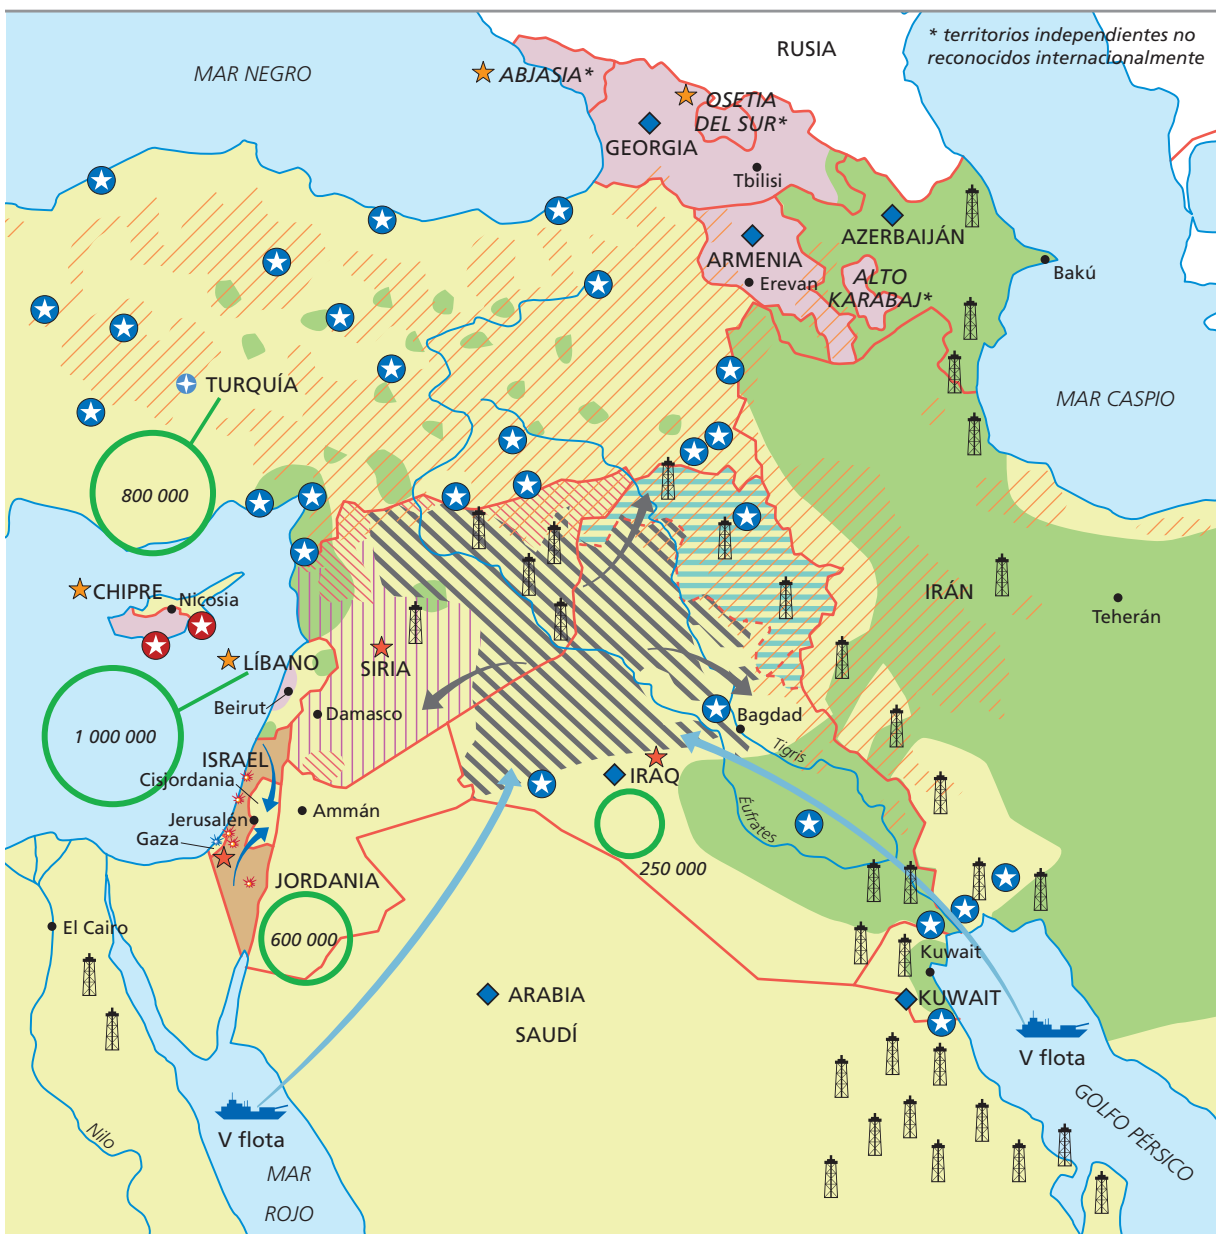 * territorios independientes no
reconocidos internacionalmente
RUSIA
MAR NEGRO
ABJASIA*
OSETIA
DEL SUR*
GEORGIA
Tbilisi
AZERBAIJÁN
ARMENIA
Erevan
ALTO
KARABAJ*
Bakú
TURQUÍA
MAR CASPIO
800 000
CHIPRE
Nicosia
IRÁN
Teherán
LÍBANO
SIRIA
Beirut
Damasco
Bagdad
1 000 000
Tigris
ISRAEL
Cisjordania
IRAQ
Jerusalén
Ammán
Éufrates
Gaza
250 000
JORDANIA
El Cairo
600 000
Kuwait
ARABIA
SAUDÍ
KUWAIT
V flota
V flota
GOLFO PÉRSICO
Nilo
MAR
ROJO